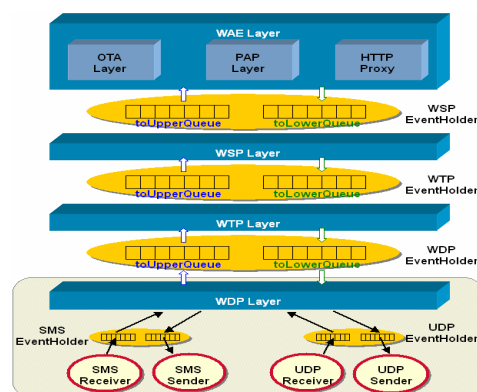 WAE Layer
OTA
Layer
PAP
Layer
HTTP
Proxy
WSP
EventHolder
toUpperQueue
toLowerQueue
WSP Layer
WTP
EventHolder
toUpperQueue
toLowerQueue
WTP Layer
WDP
EventHolder
toUpperQueue
toLowerQueue
WDP Layer
SMS
EventHolder
UDP
EventHolder
SMS
Receiver
SMS
Sender
UDP
Receiver
UDP
Sender